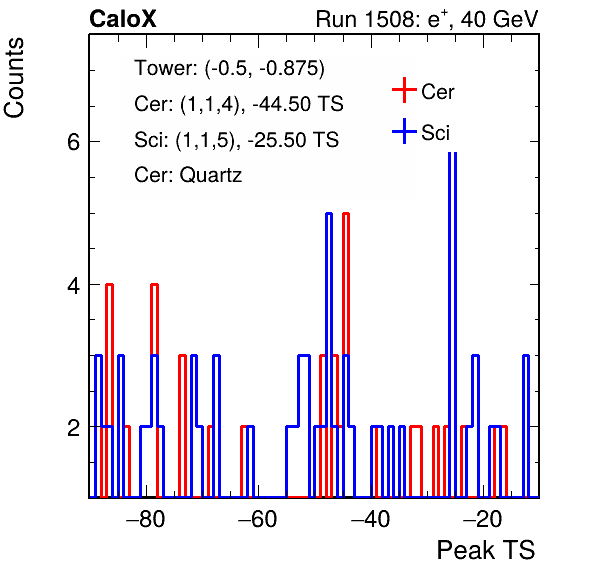 CaloX Run 1508: e⁺, 40 GeV
Counts
Tower: (-0.5, -0.875)
Cer: (1,1,4), -44.50 TS
Sci: (1,1,5), -25.50 TS
Cer: Quartz
Cer
Sci
6
4
2
−80 −60 −40 −20
Peak TS